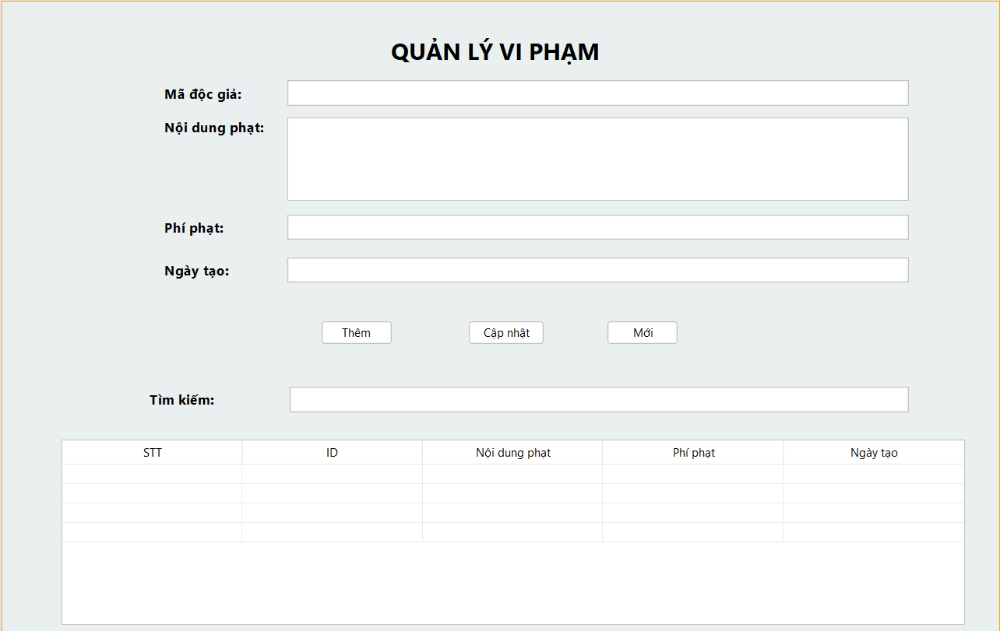 QUẢN LÝ VI PHẠM
Mã độc giả:
Nội dung phạt:
Phí phạt:
Ngày tạo:
Thêm Cập nhật Mới
Tìm kiếm:
STT ID Nội dung phạt Phí phạt Ngày tạo